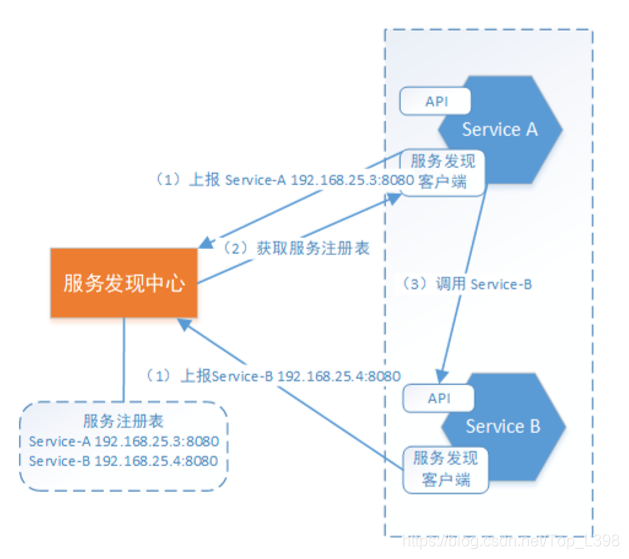 API
Service A
服务发现
客户端
（1）上报 Service-A 192.168.25.3:8080
（2）获取服务注册表
服务发现中心
（3）调用 Service-B
（1）上报Service-B 192.168.25.4:8080
API
Service B
服务发现
客户端
服务注册表
Service-A 192.168.25.3:8080
Service-B 192.168.25.4:8080
https://blog.csdn.net/Top_L398